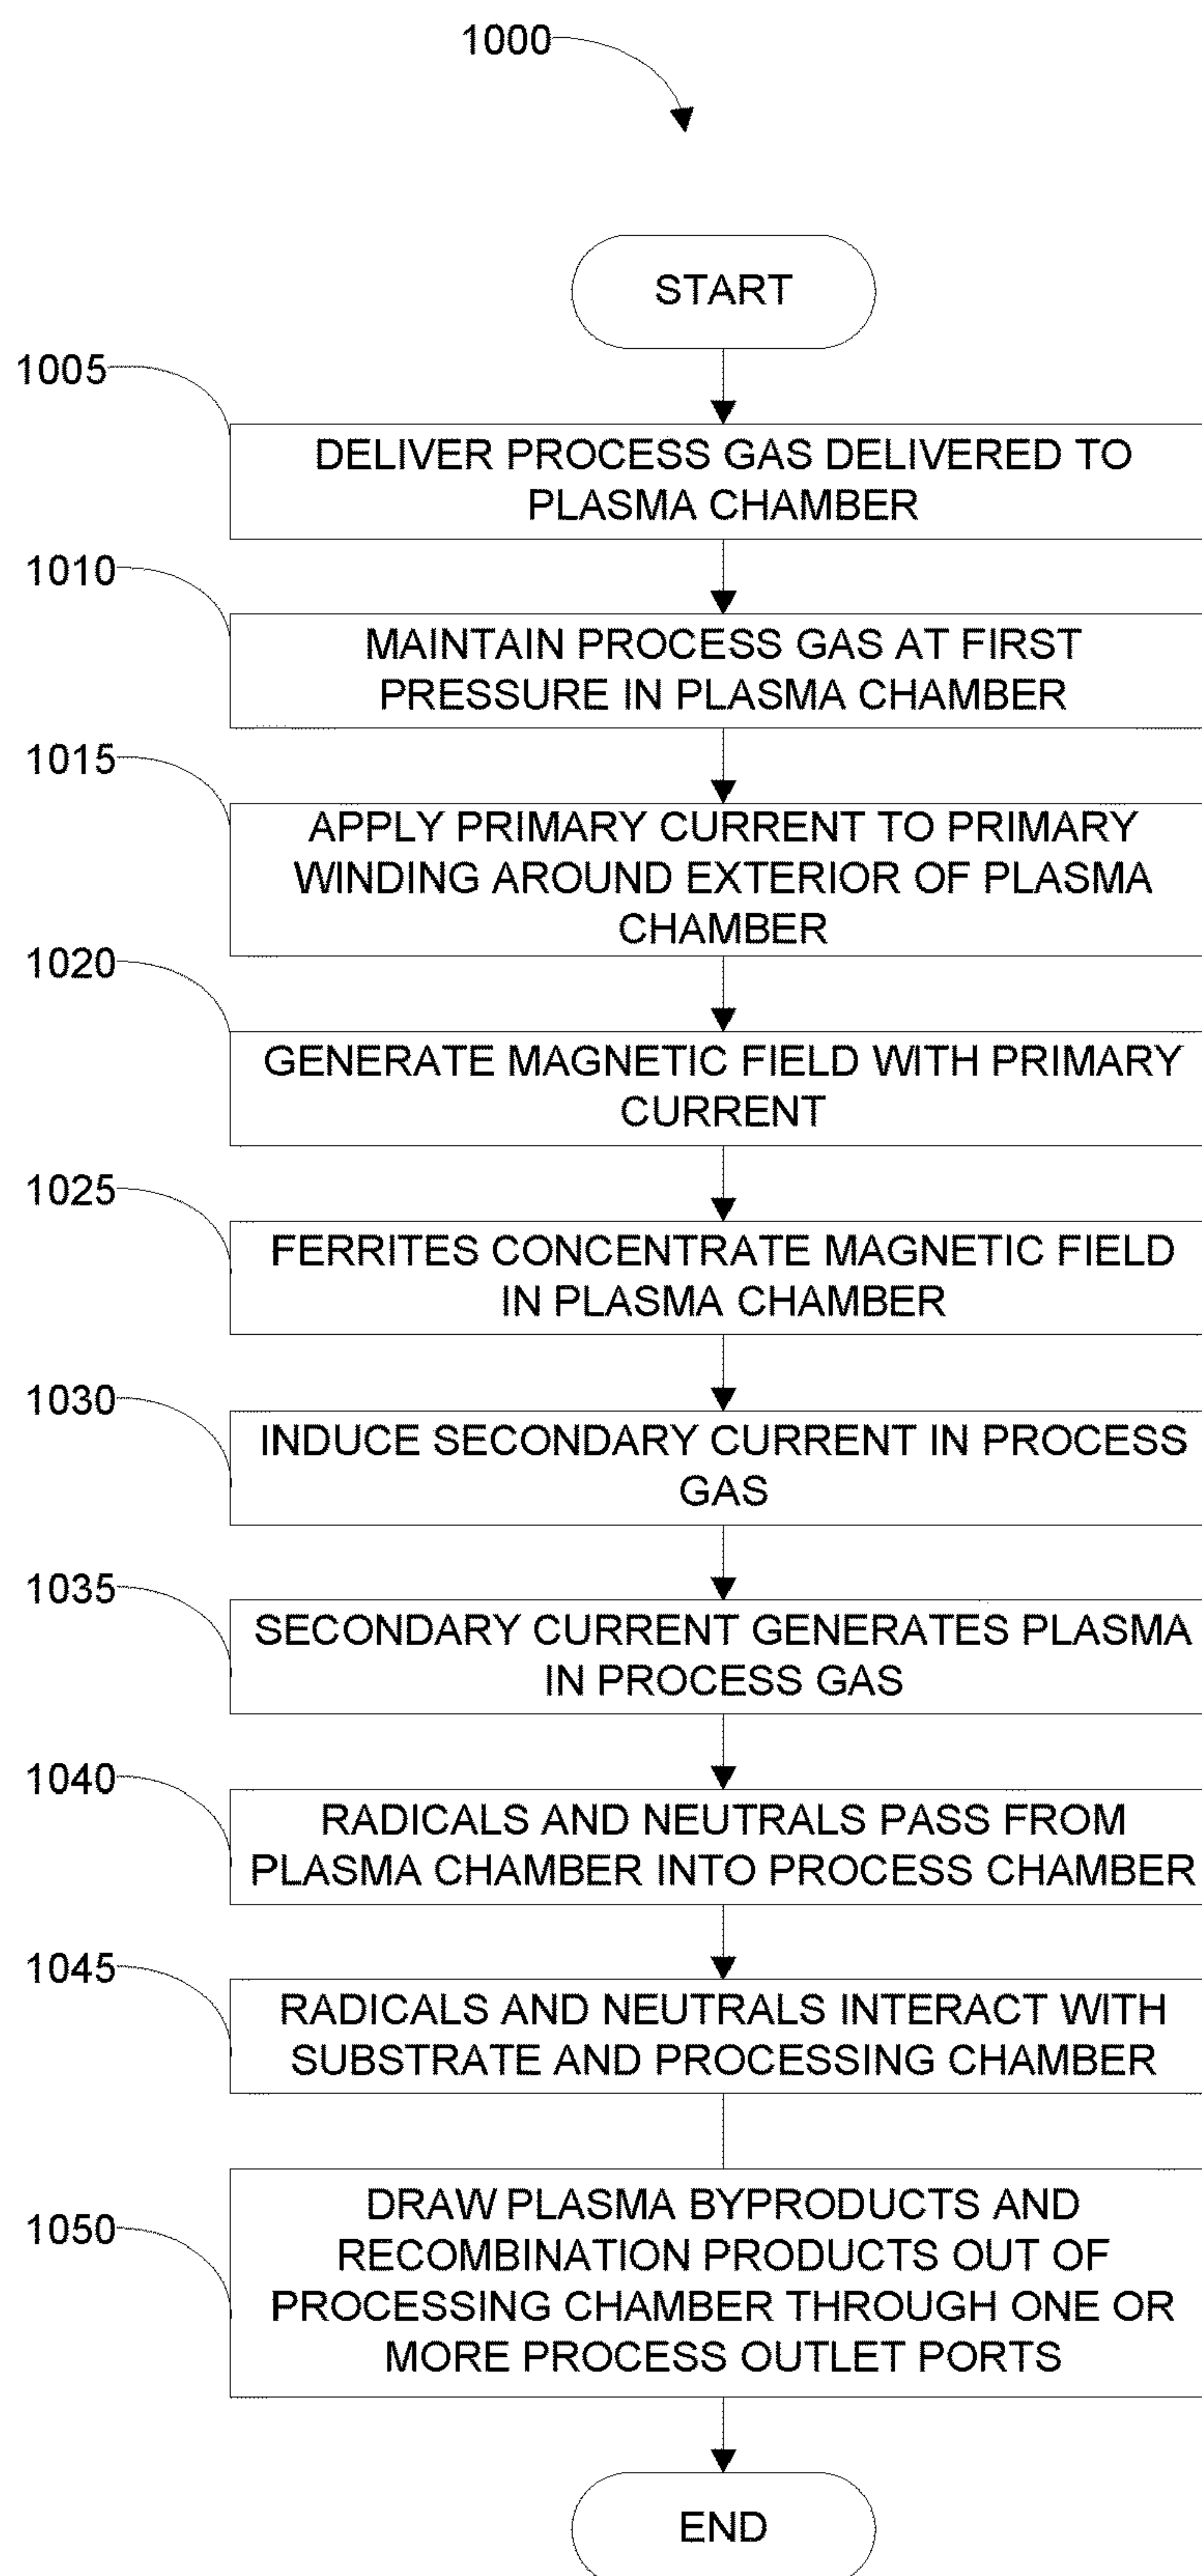 1000
START
1005
DELIVER PROCESS GAS DELIVERED TO
PLASMA CHAMBER
1010
MAINTAIN PROCESS GAS AT FIRST
PRESSURE IN PLASMA CHAMBER
1015
APPLY PRIMARY CURRENT TO PRIMARY
WINDING AROUND EXTERIOR OF PLASMA
CHAMBER
1020
GENERATE MAGNETIC FIELD WITH PRIMARY
CURRENT
1025
FERRITES CONCENTRATE MAGNETIC FIELD
IN PLASMA CHAMBER
1030
INDUCE SECONDARY CURRENT IN PROCESS
GAS
1035
SECONDARY CURRENT GENERATES PLASMA
IN PROCESS GAS
1040
RADICALS AND NEUTRALS PASS FROM
PLASMA CHAMBER INTO PROCESS CHAMBER
1045
RADICALS AND NEUTRALS INTERACT WITH
SUBSTRATE AND PROCESSING CHAMBER
1050
DRAW PLASMA BYPRODUCTS AND
RECOMBINATION PRODUCTS OUT OF
PROCESSING CHAMBER THROUGH ONE OR
MORE PROCESS OUTLET PORTS
END